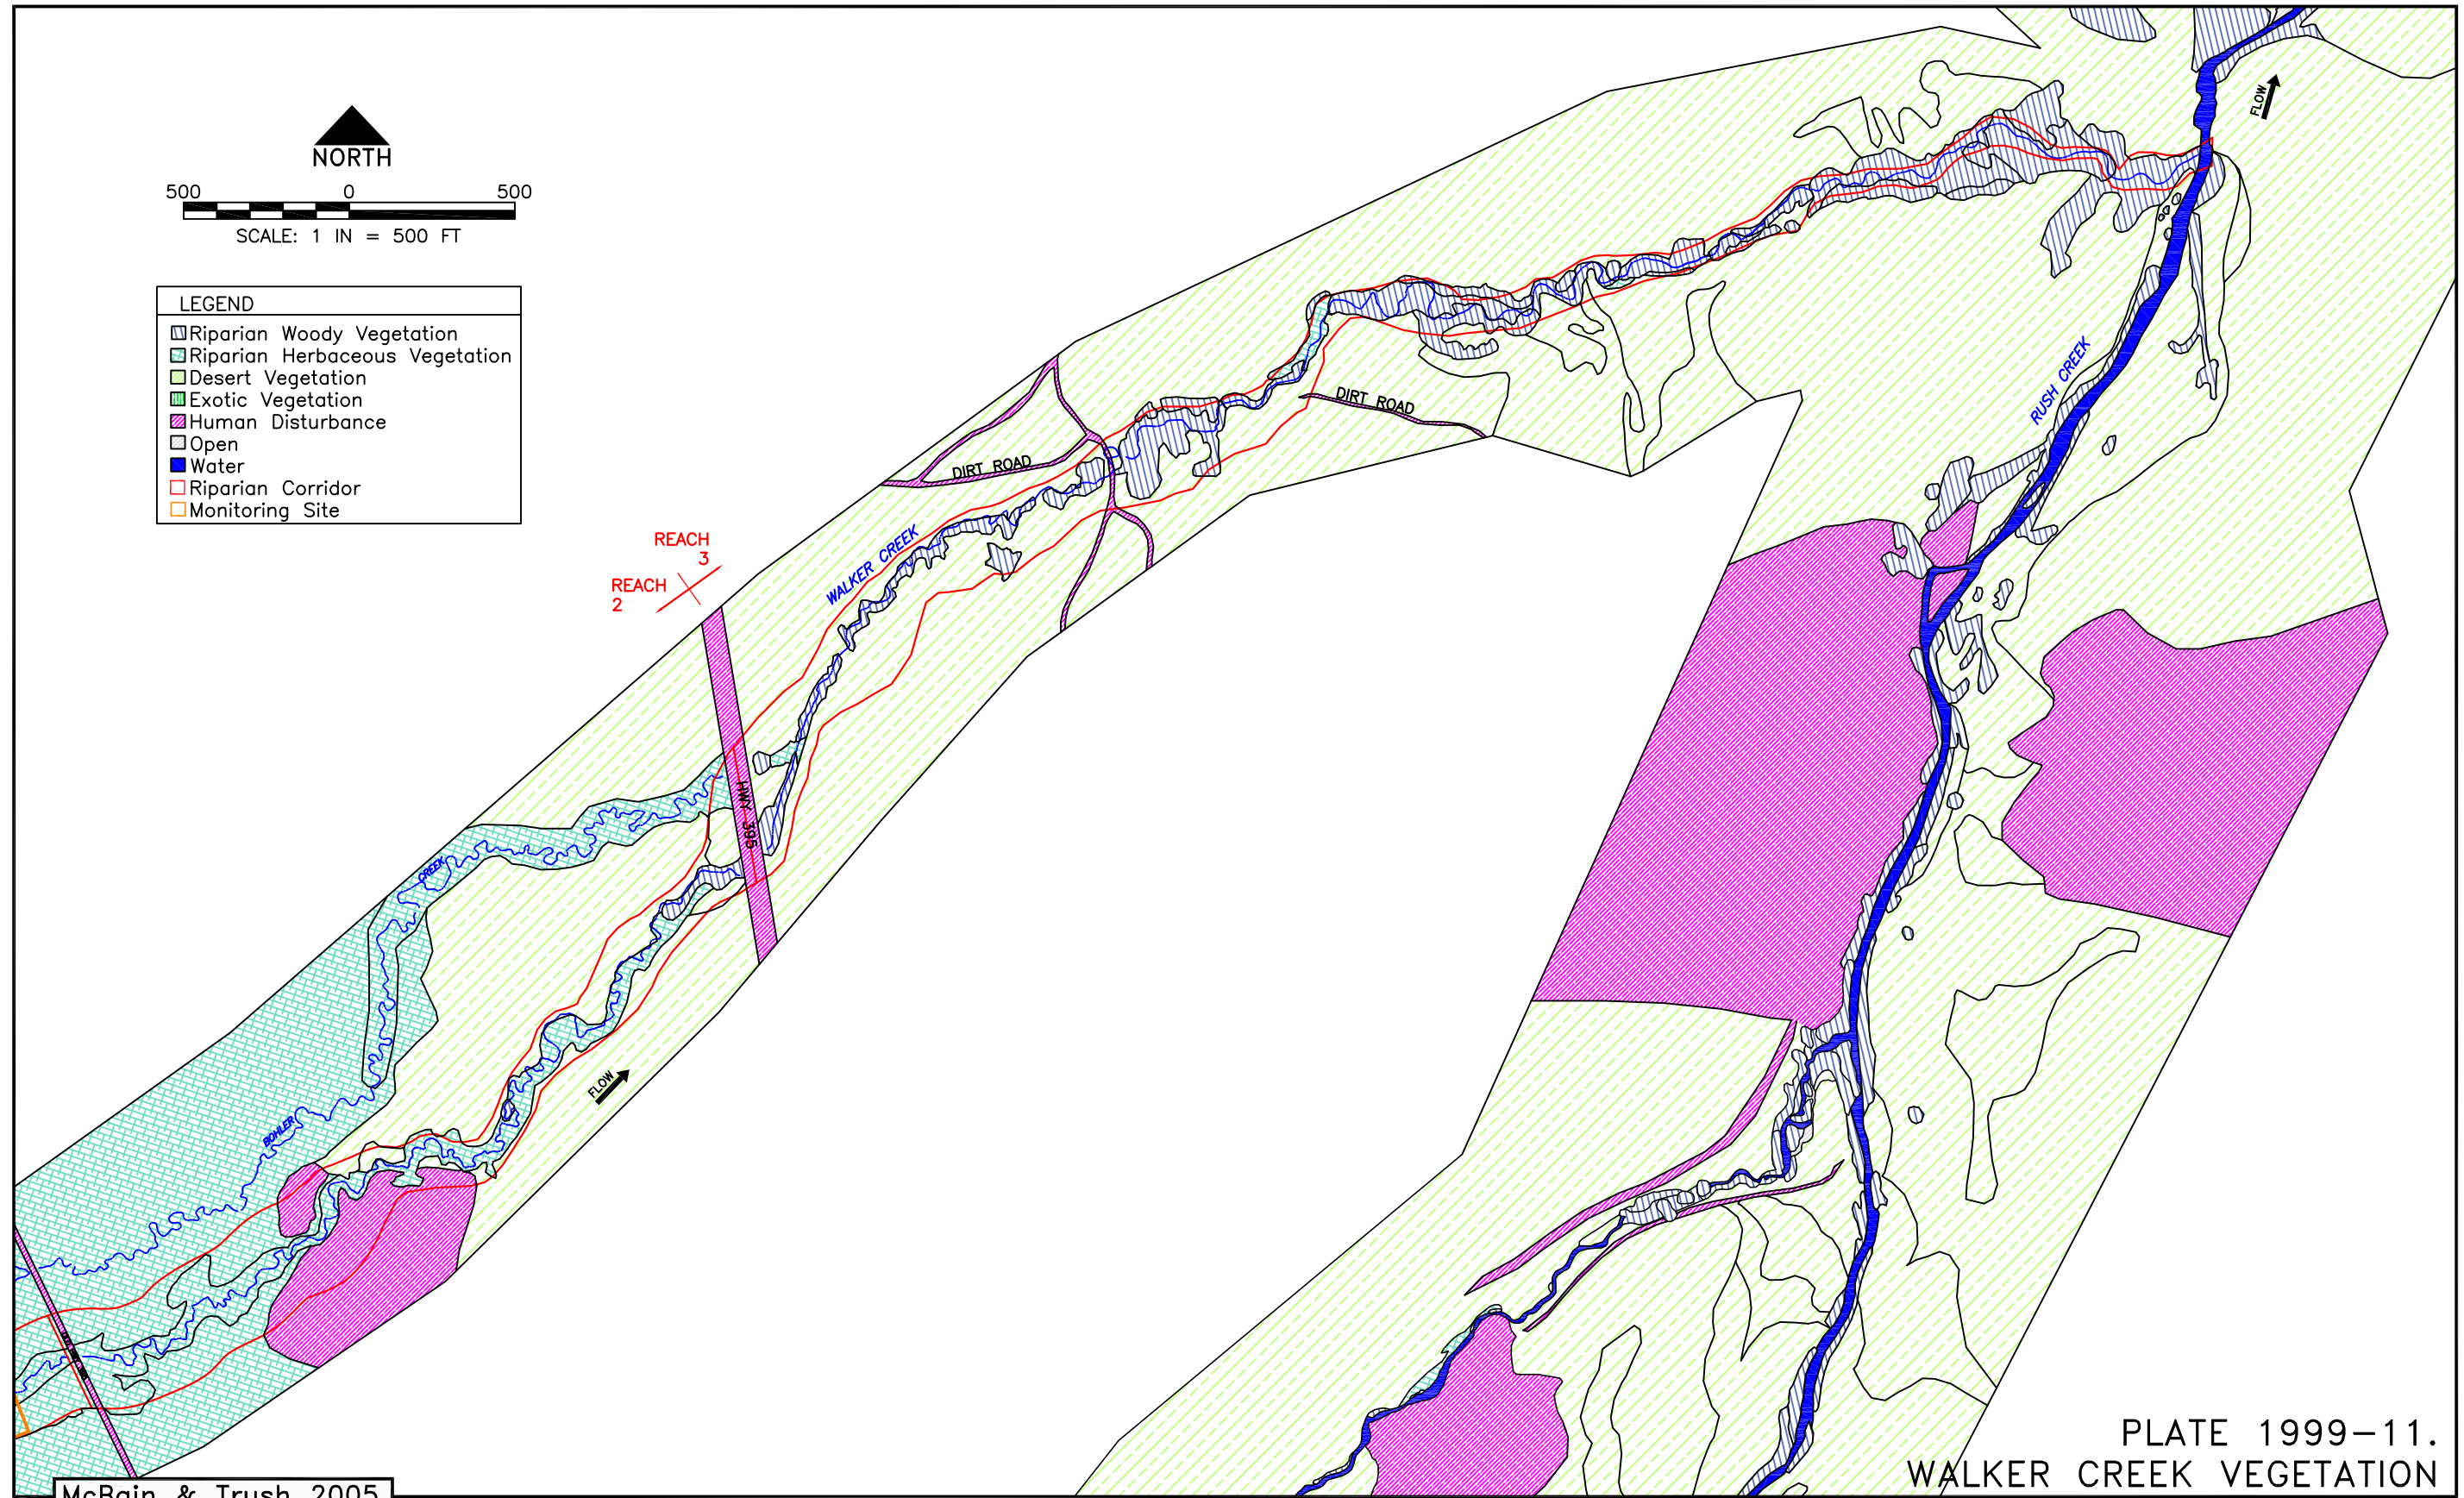 NORTH
500 0 500
SCALE: 1 IN = 500 FT
LEGEND
Riparian Woody Vegetation
Riparian Herbaceous Vegetation
Desert Vegetation
Exotic Vegetation
Human Disturbance
Open
Water
Riparian Corridor
Monitoring Site
FLOW
RUSH CREEK
DIRT ROAD
DIRT ROAD
WALKER CREEK
REACH
3
REACH
2
HWY 395
CREEK
FLOW
BOHLER
PLATE 1999-11.
WALKER CREEK VEGETATION
McBain & Trush 2005